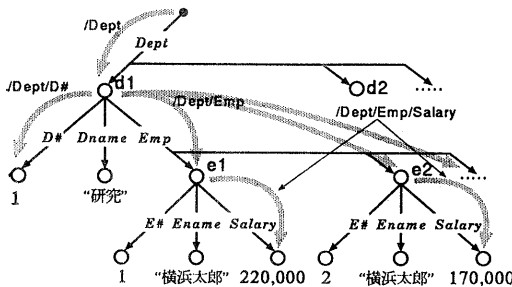 /Dept
Dept
d1
d2
.....
/Dept/D#
/Dept/Emp
/Dept/Emp/Salary
D# Dname Emp
1
"研究"
e1
e2
.....
E# Ename Salary
E# Ename Salary
1 "横浜太郎" 220,000 2 "横浜太郎" 170,000